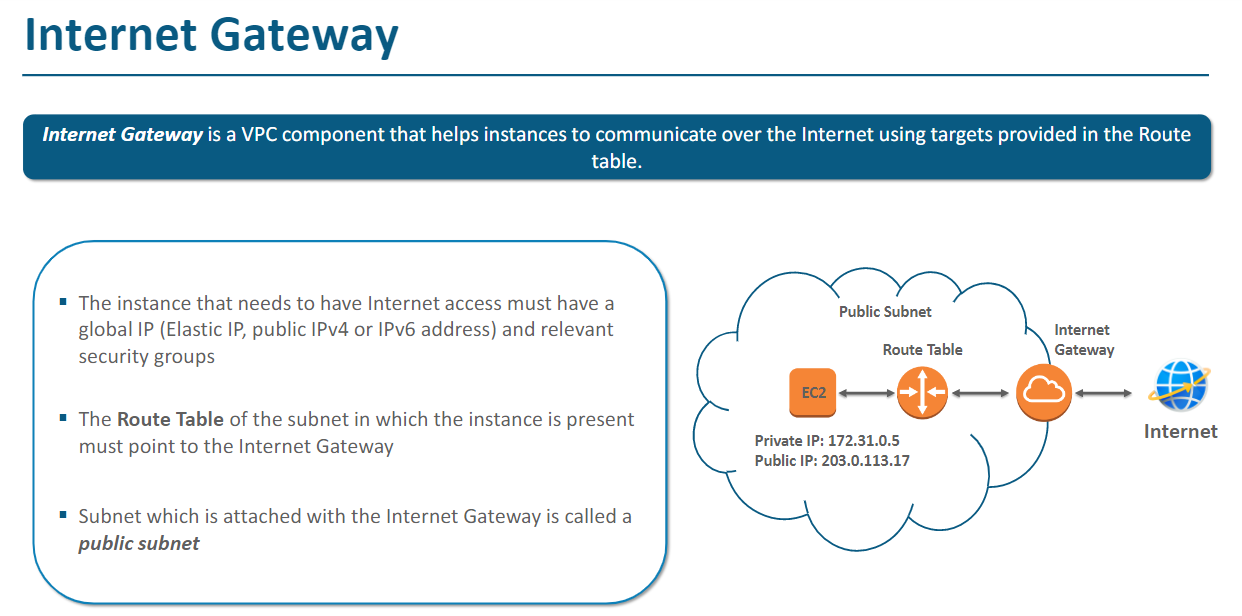 Internet Gateway
Internet Gateway is a VPC component that helps instances to communicate over the Internet using targets provided in the Route
table.
▪ The instance that needs to have Internet access must have a
global IP (Elastic IP, public IPv4 or IPv6 address) and relevant
security groups
▪ The Route Table of the subnet in which the instance is present
must point to the Internet Gateway
▪ Subnet which is attached with the Internet Gateway is called a
public subnet
Public Subnet
Route Table
Internet
Gateway
EC2
Private IP: 172.31.0.5
Public IP: 203.0.113.17
Internet